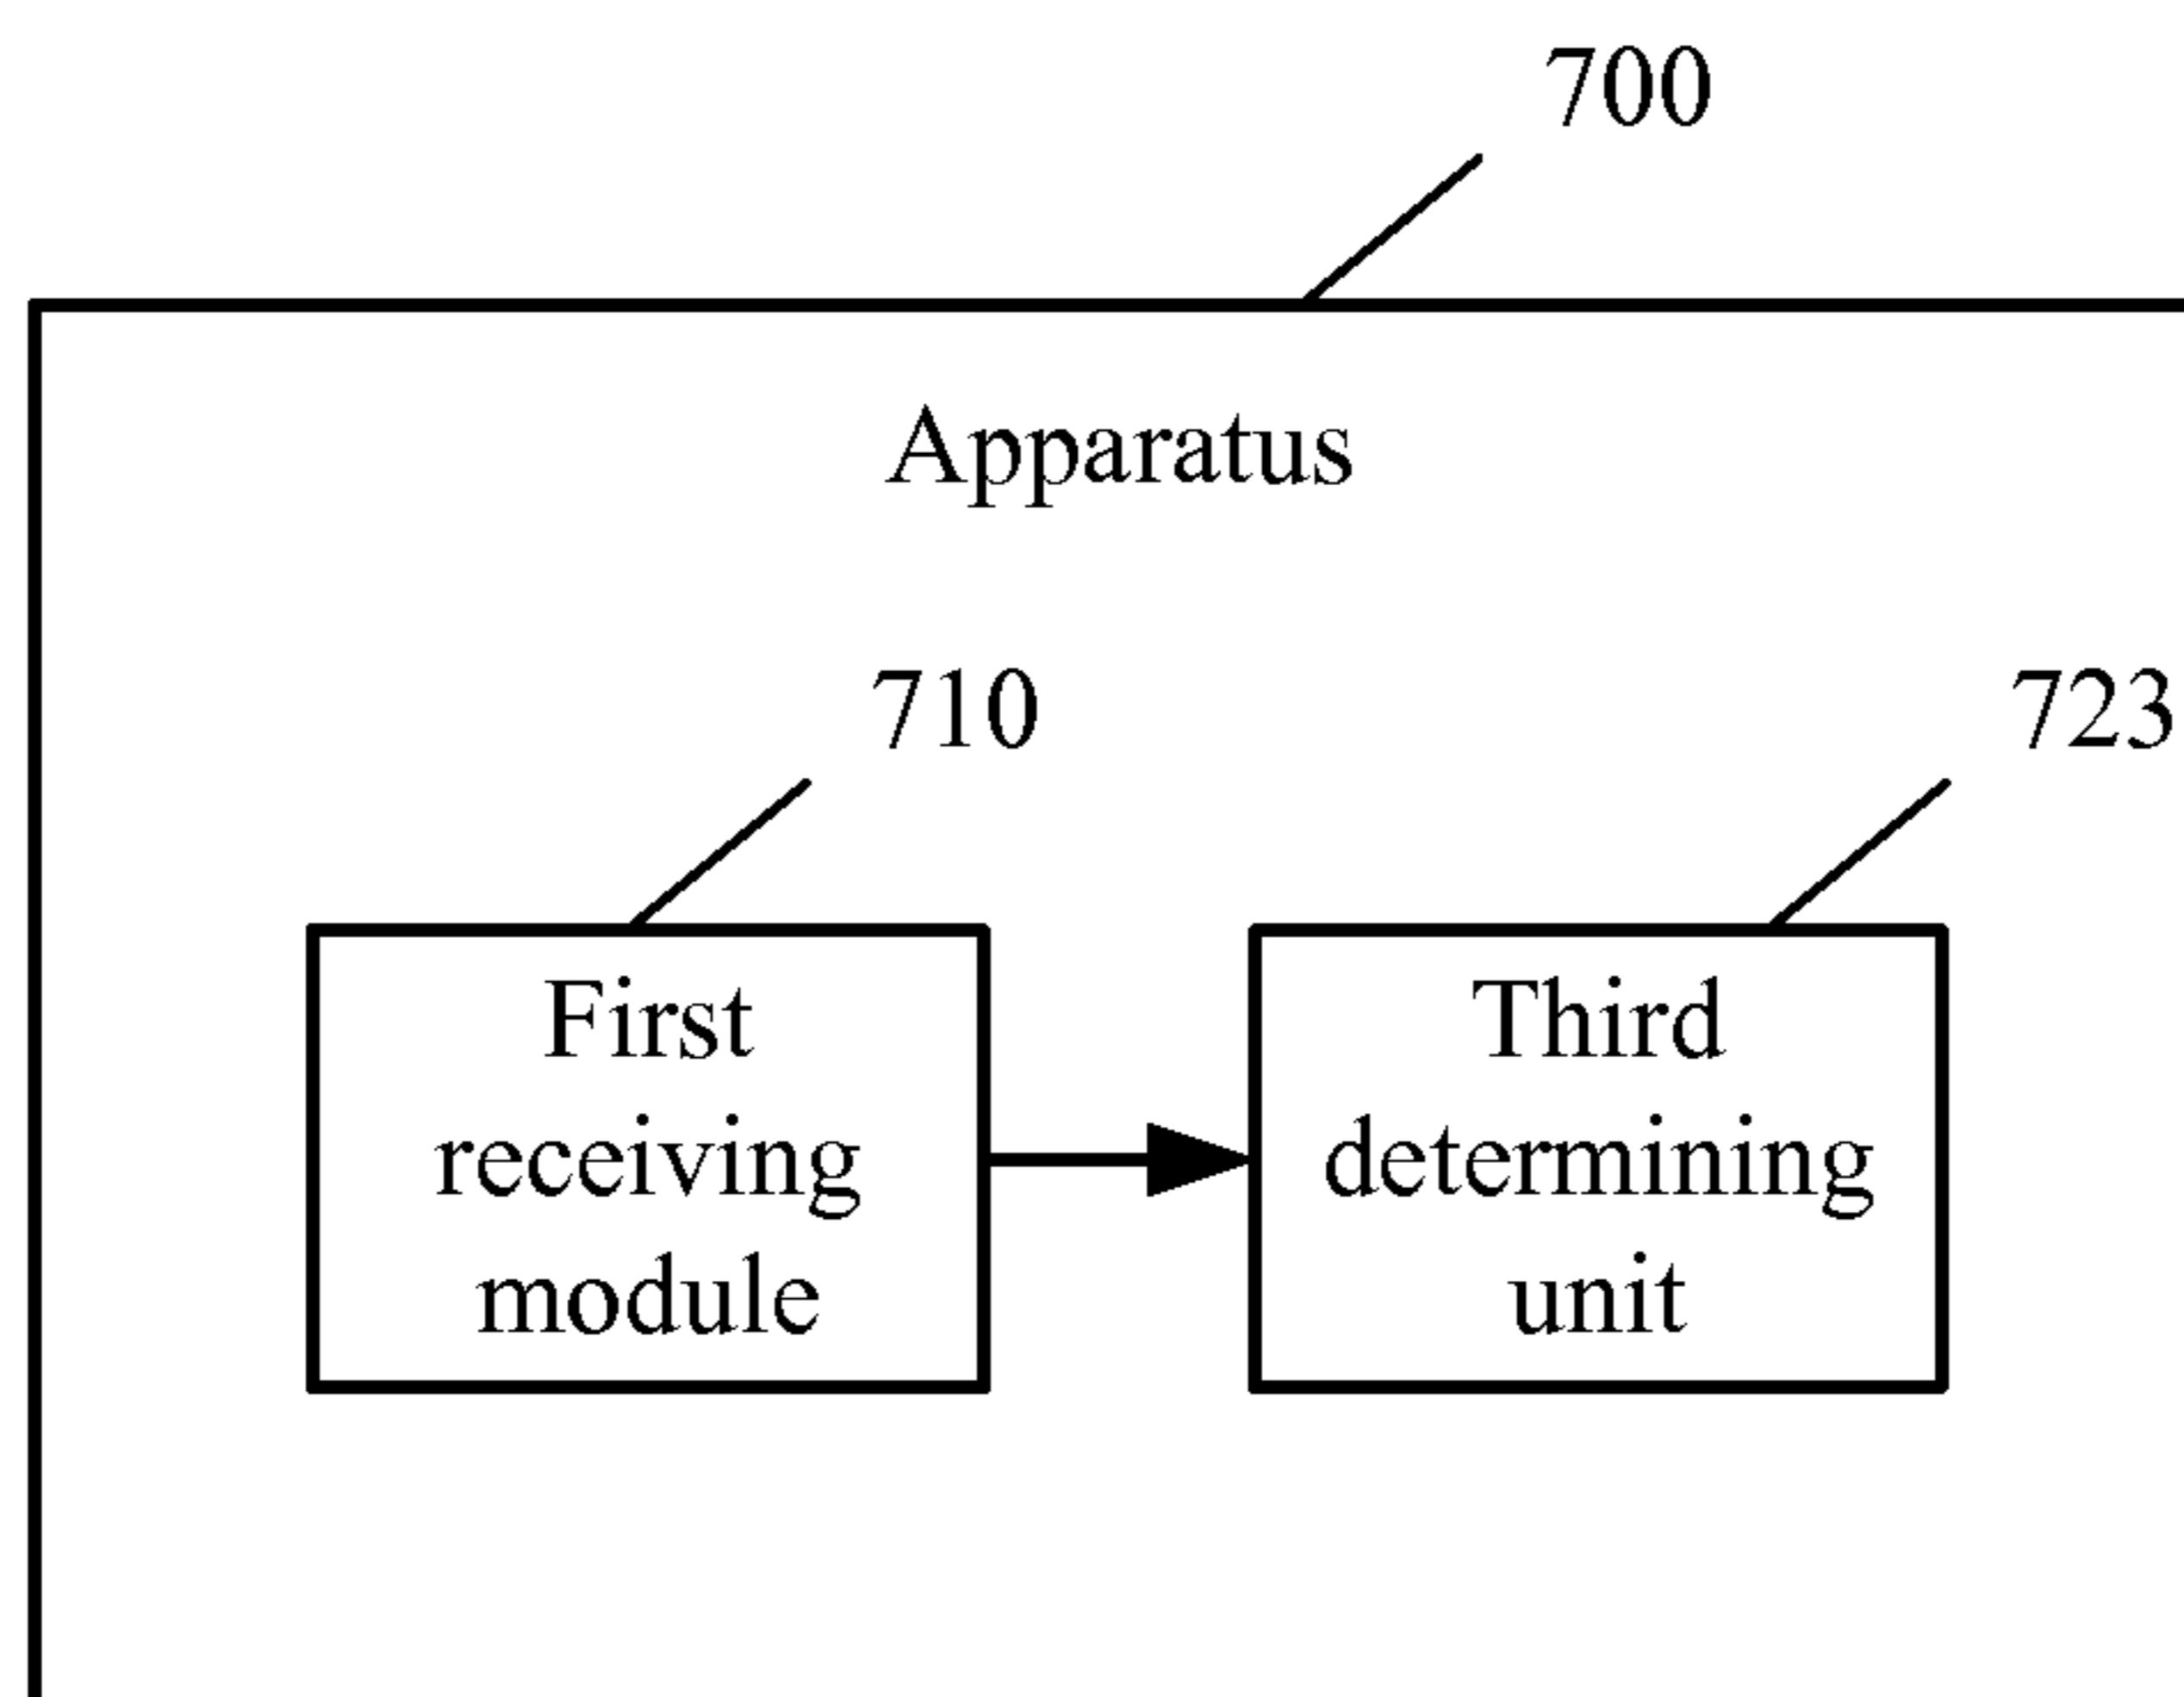 700
Apparatus
710
723
First
receiving
module
Third
determining
unit